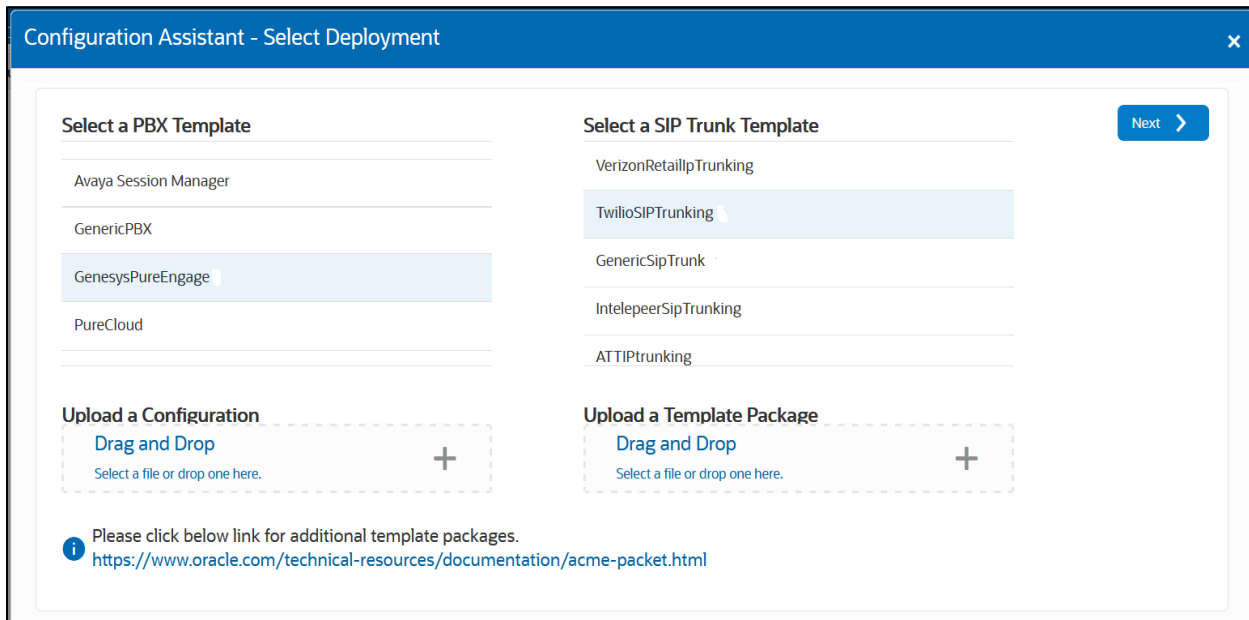 Configuration Assistant - Select Deployment
×
Select a PBX Template
Avaya Session Manager
GenericPBX
GenesysPureEngage
PureCloud
Select a SIP Trunk Template
VerizonRetailIpTrunking
TwilioSIPTrunking
GenericSipTrunk
IntelepeerSipTrunking
ATTIPtrunking
Next
Upload a Configuration
Drag and Drop
Select a file or drop one here.
Upload a Template Package
Drag and Drop
Select a file or drop one here.
Please click below link for additional template packages.
https://www.oracle.com/technical-resources/documentation/acme-packet.html